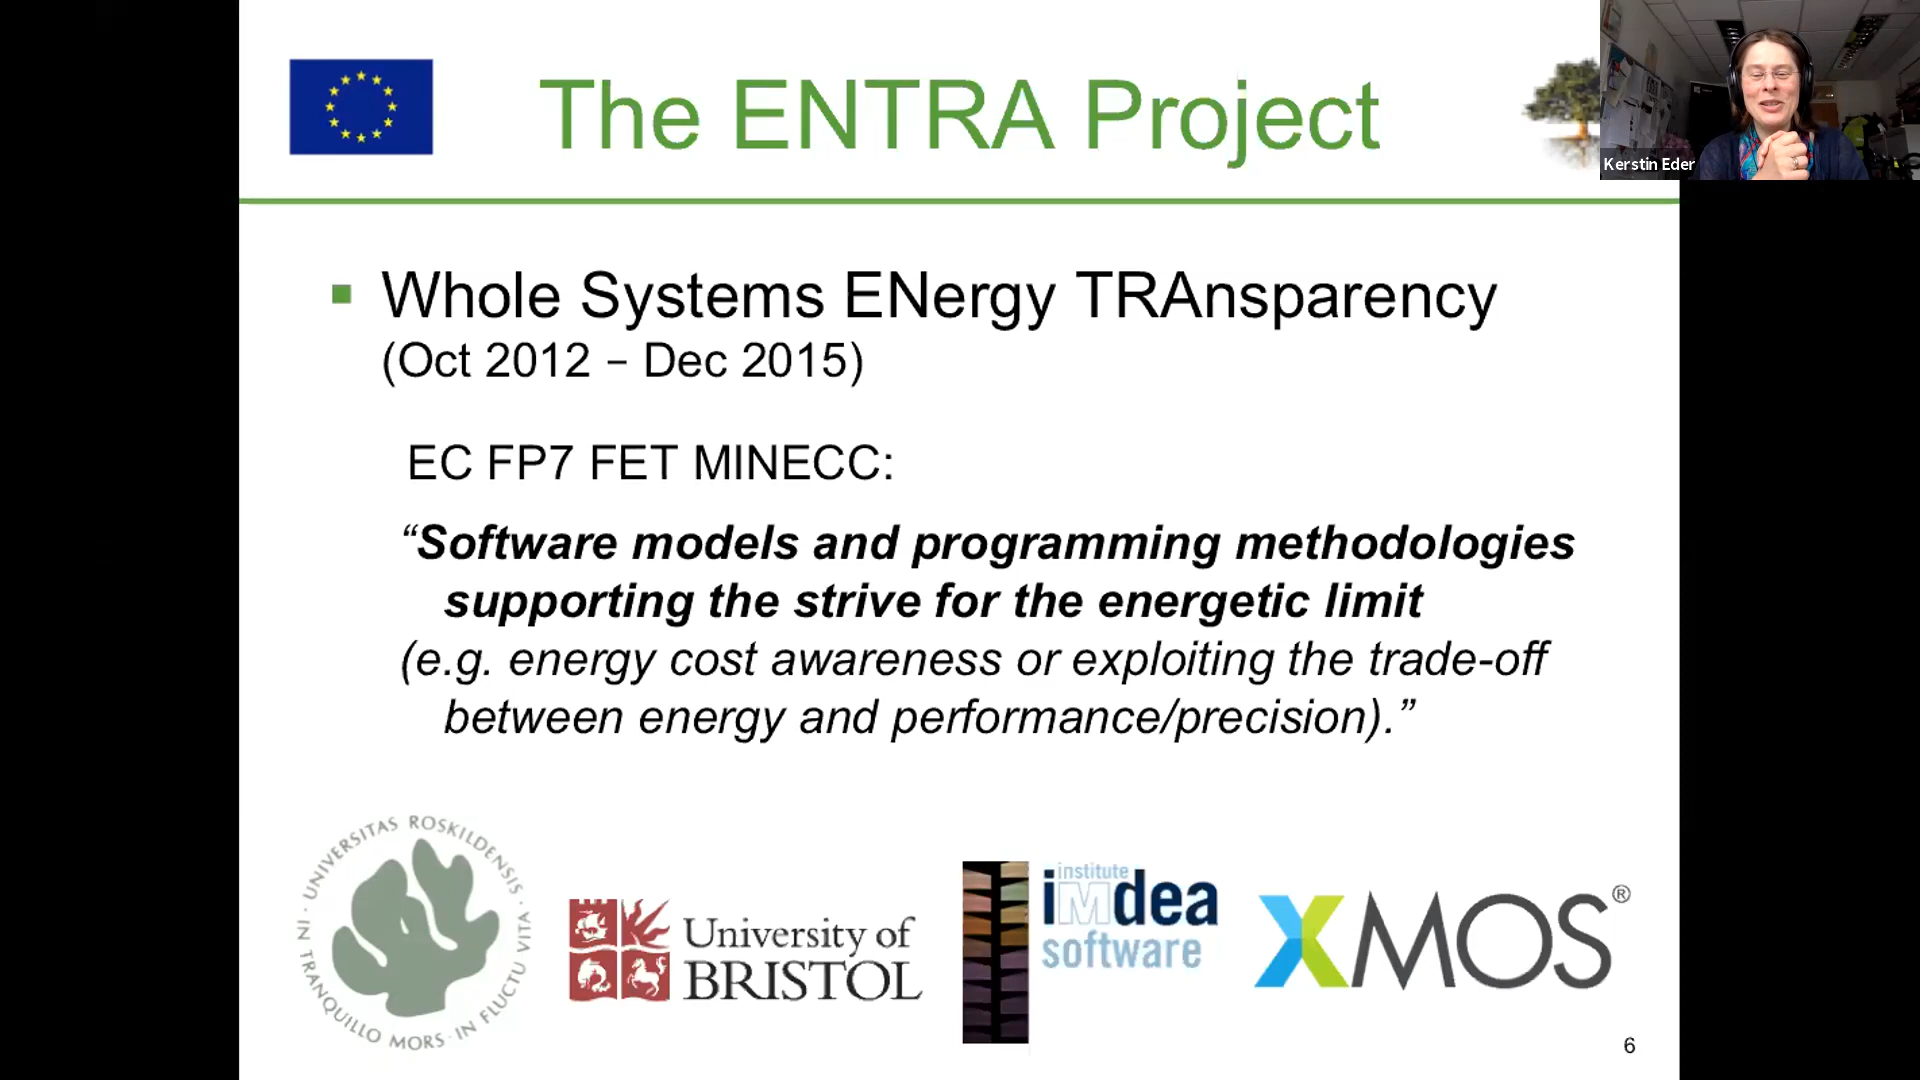 The ENTRA Project
Kerstin Eder
Whole Systems ENergy TRAnsparency
(Oct 2012 – Dec 2015)
EC FP7 FET MINECC:
“Software models and programming methodologies
supporting the strive for the energetic limit
(e.g. energy cost awareness or exploiting the trade-off
between energy and performance/precision).”
UNIVERSITAS ROSKILDENSIS · IN TRANQUILLO MORS · IN FLUCTU VITA ·
University of
BRISTOL
institute
imdea
software
XMOS®
6